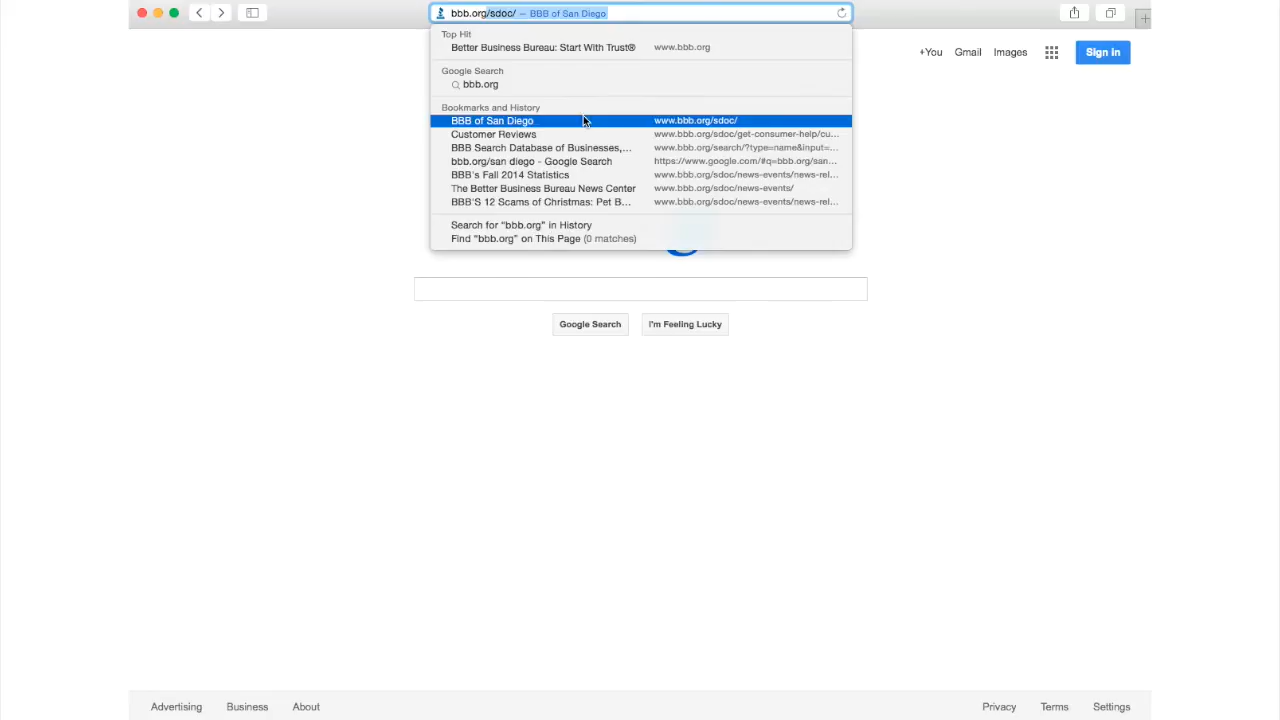 bbb.org/sdoc/ — BBB of San Diego
Top Hit
Better Business Bureau: Start With Trust® www.bbb.org
Google Search
bbb.org
Bookmarks and History
BBB of San Diego www.bbb.org/sdoc/
Customer Reviews www.bbb.org/sdoc/get-consumer-help/cu...
BBB Search Database of Businesses,... www.bbb.org/search/?type=name&input=...
bbb.org/san diego - Google Search https://www.google.com/#q=bbb.org/san...
BBB's Fall 2014 Statistics www.bbb.org/sdoc/news-events/news-rel...
The Better Business Bureau News Center www.bbb.org/sdoc/news-events/
BBB'S 12 Scams of Christmas: Pet B... www.bbb.org/sdoc/news-events/news-rel...
Search for “bbb.org” in History
Find “bbb.org” on This Page (0 matches)
+You Gmail Images Sign in
Google Search I'm Feeling Lucky
Advertising Business About Privacy Terms Settings